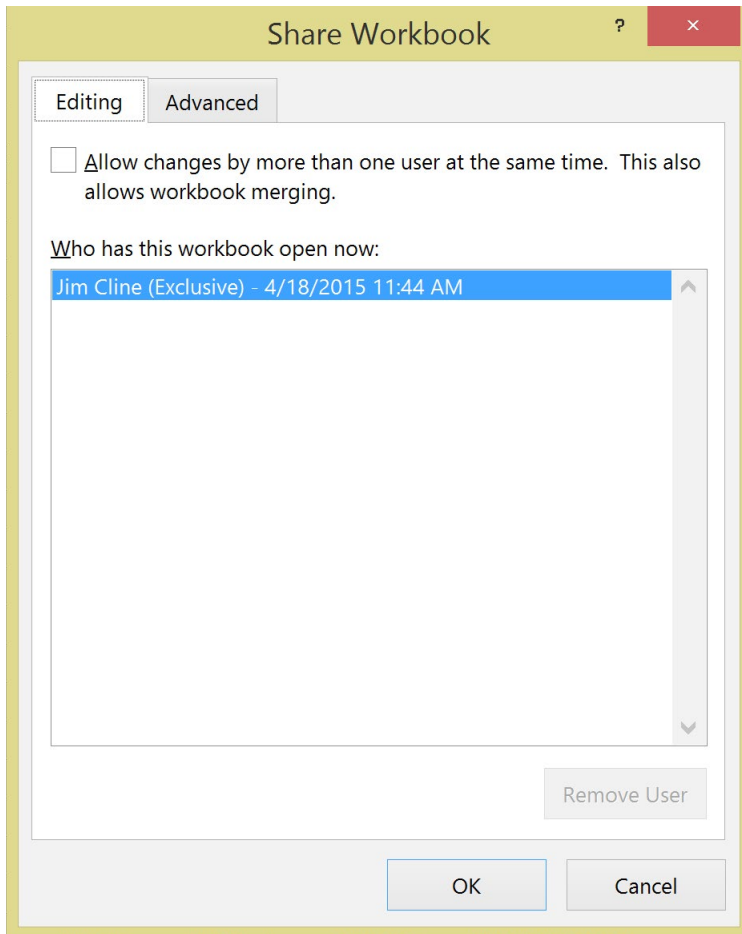 Share Workbook
?
×
Editing
Advanced
Allow changes by more than one user at the same time. This also
allows workbook merging.
Who has this workbook open now:
Jim Cline (Exclusive) - 4/18/2015 11:44 AM
Remove User
OK
Cancel